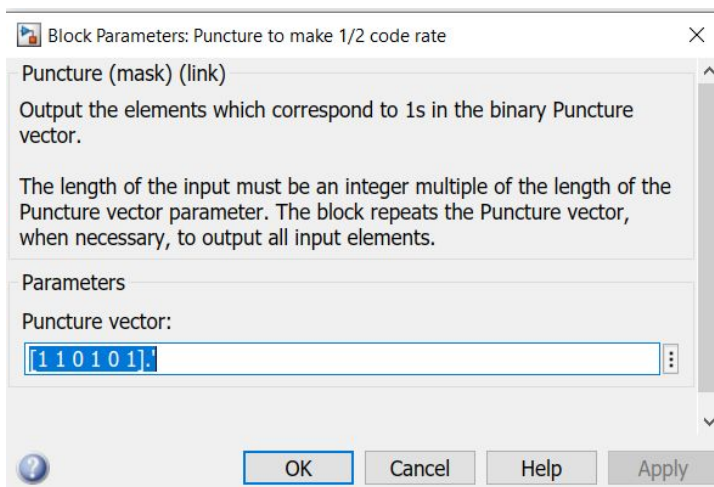 Block Parameters: Puncture to make 1/2 code rate
Puncture (mask) (link)
Output the elements which correspond to 1s in the binary Puncture
vector.
The length of the input must be an integer multiple of the length of the
Puncture vector parameter. The block repeats the Puncture vector,
when necessary, to output all input elements.
Parameters
Puncture vector:
[1 1 0 1 0 1].'
OK Cancel Help Apply